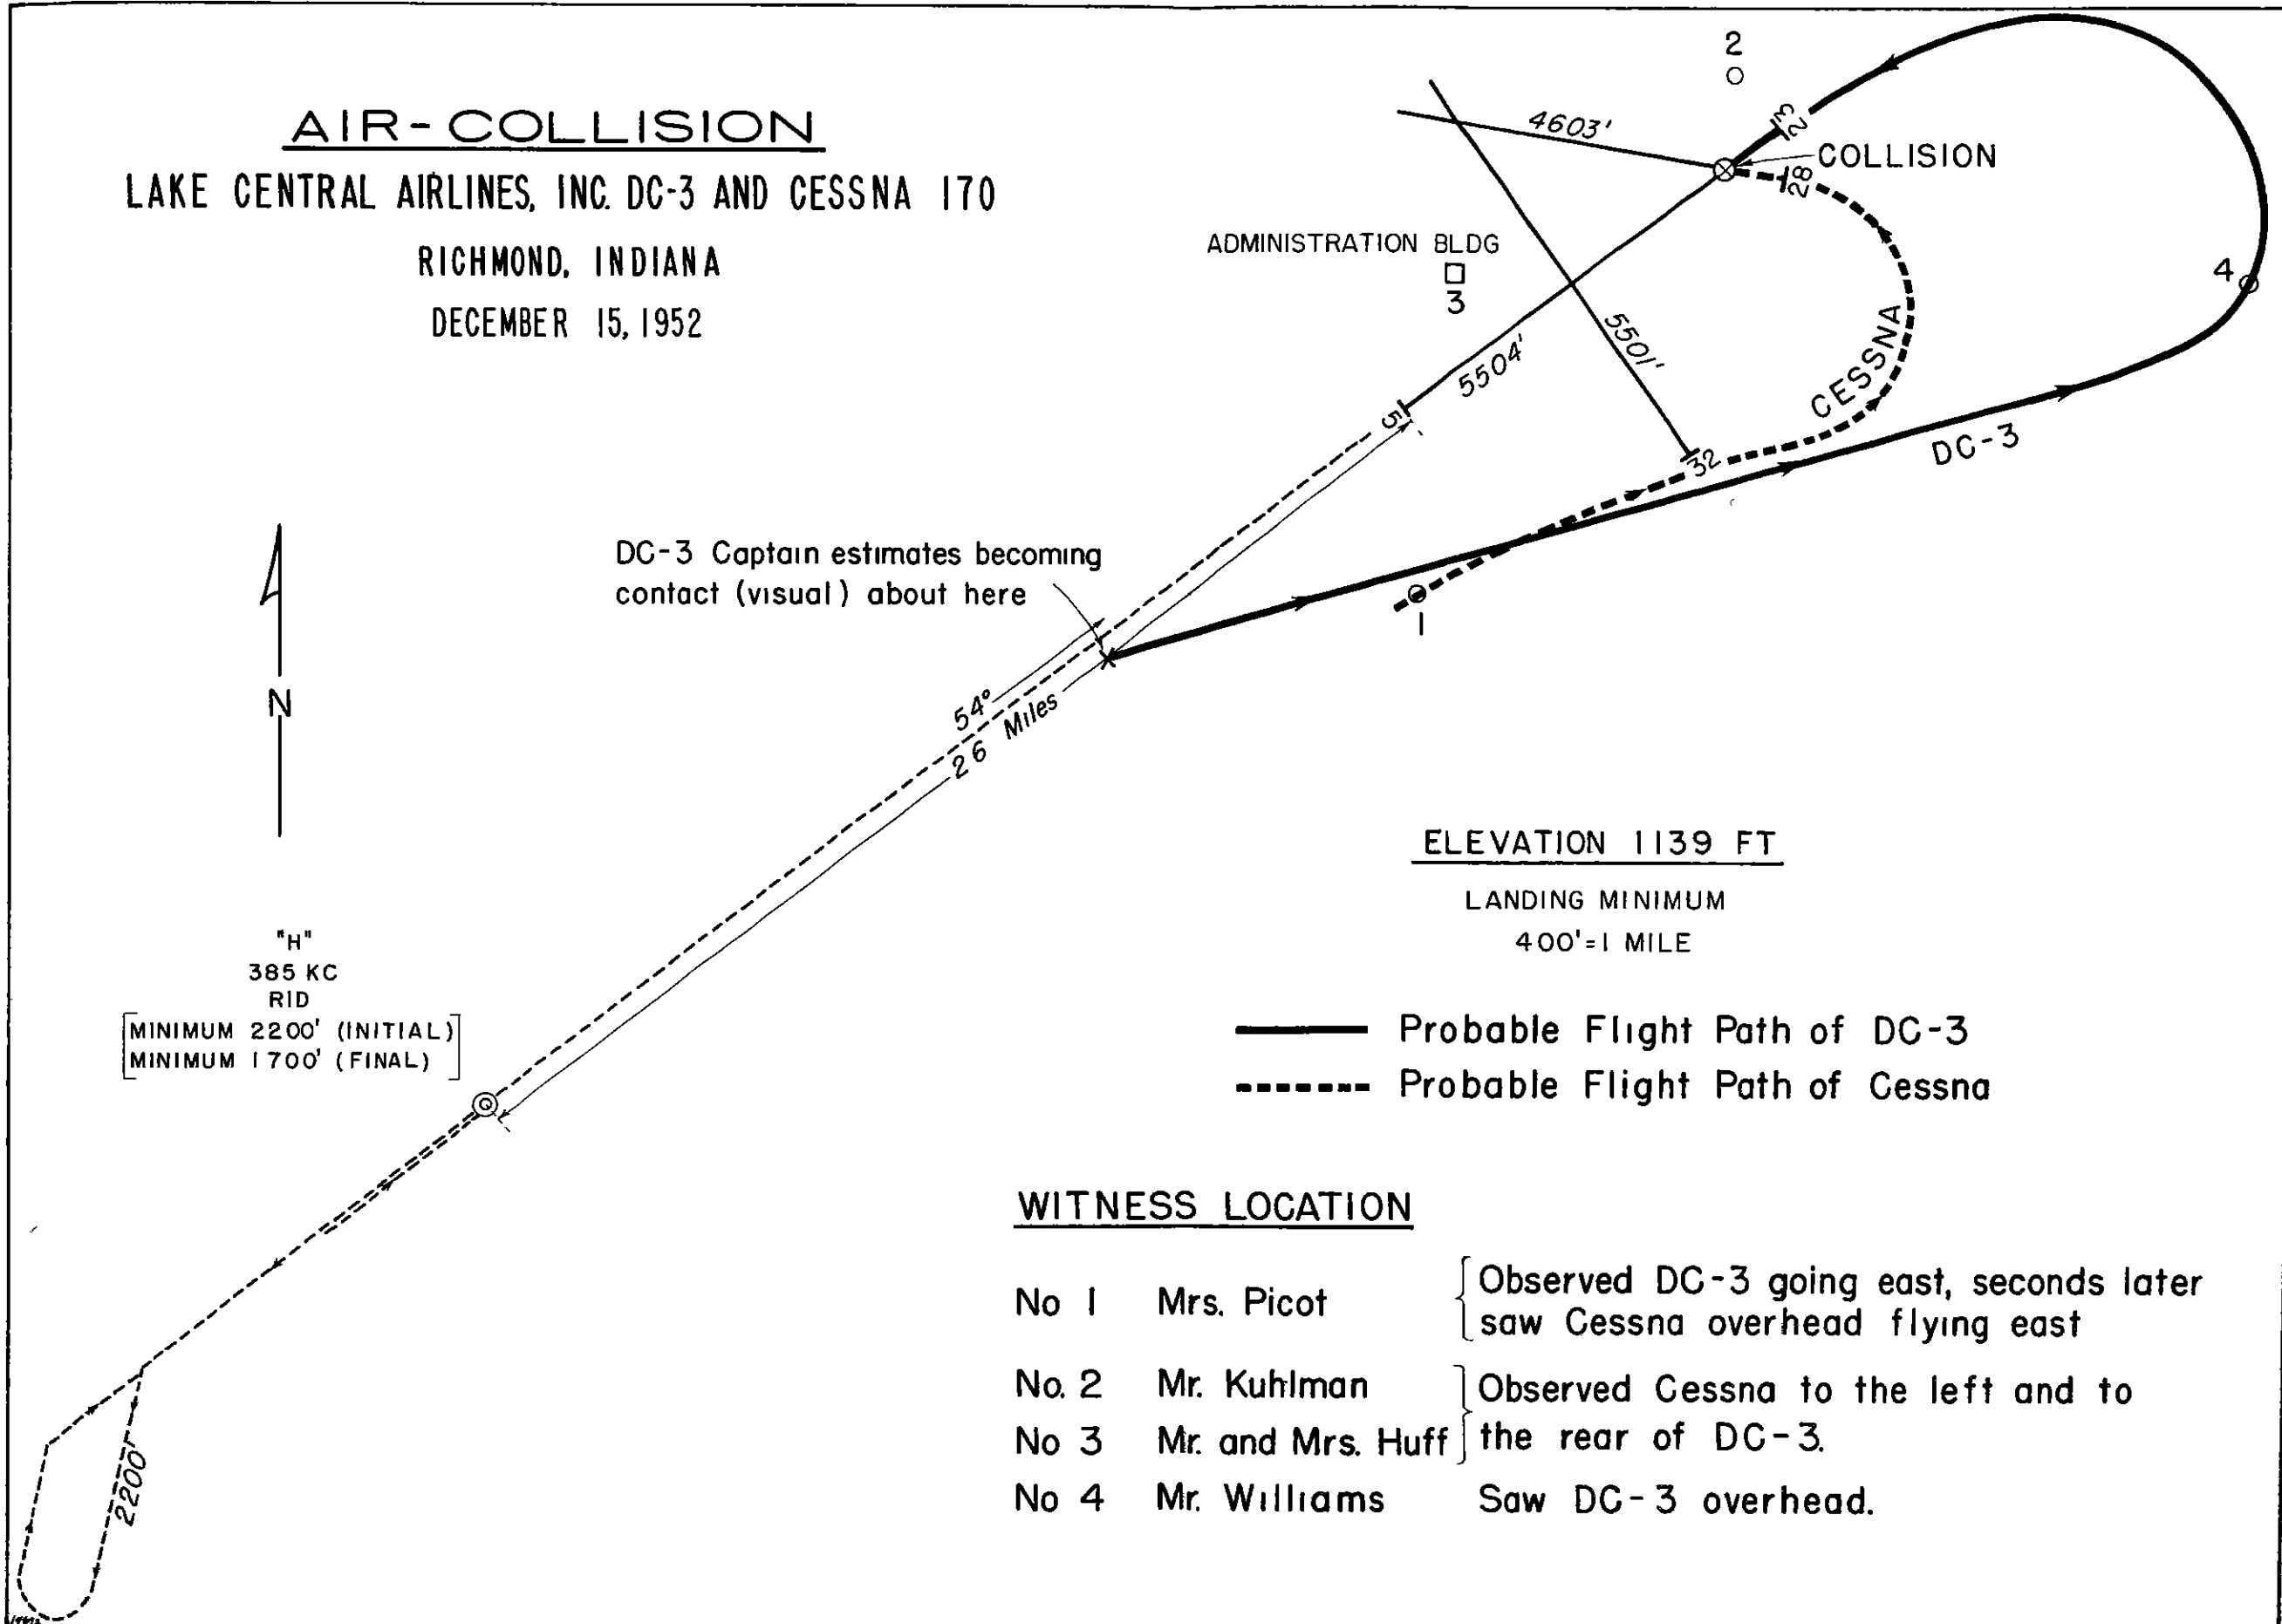 AIR-COLLISION
LAKE CENTRAL AIRLINES, INC. DC-3 AND CESSNA 170
RICHMOND, INDIANA
DECEMBER 15, 1952
2
4603'
23
COLLISION
28
ADMINISTRATION BLDG
3
4
5504'
5501'
CESSNA
5
32
DC-3
DC-3 Captain estimates becoming
contact (visual) about here
1
N
54°
26 Miles
ELEVATION 1139 FT
LANDING MINIMUM
400'=1 MILE
"H"
385 KC
RID
MINIMUM 2200' (INITIAL)
MINIMUM 1700' (FINAL)
Probable Flight Path of DC-3
Probable Flight Path of Cessna
WITNESS LOCATION
No 1 Mrs. Picot Observed DC-3 going east, seconds later
saw Cessna overhead flying east
No. 2 Mr. Kuhlman Observed Cessna to the left and to
No 3 Mr. and Mrs. Huff the rear of DC-3.
No 4 Mr. Williams Saw DC-3 overhead.
2200'